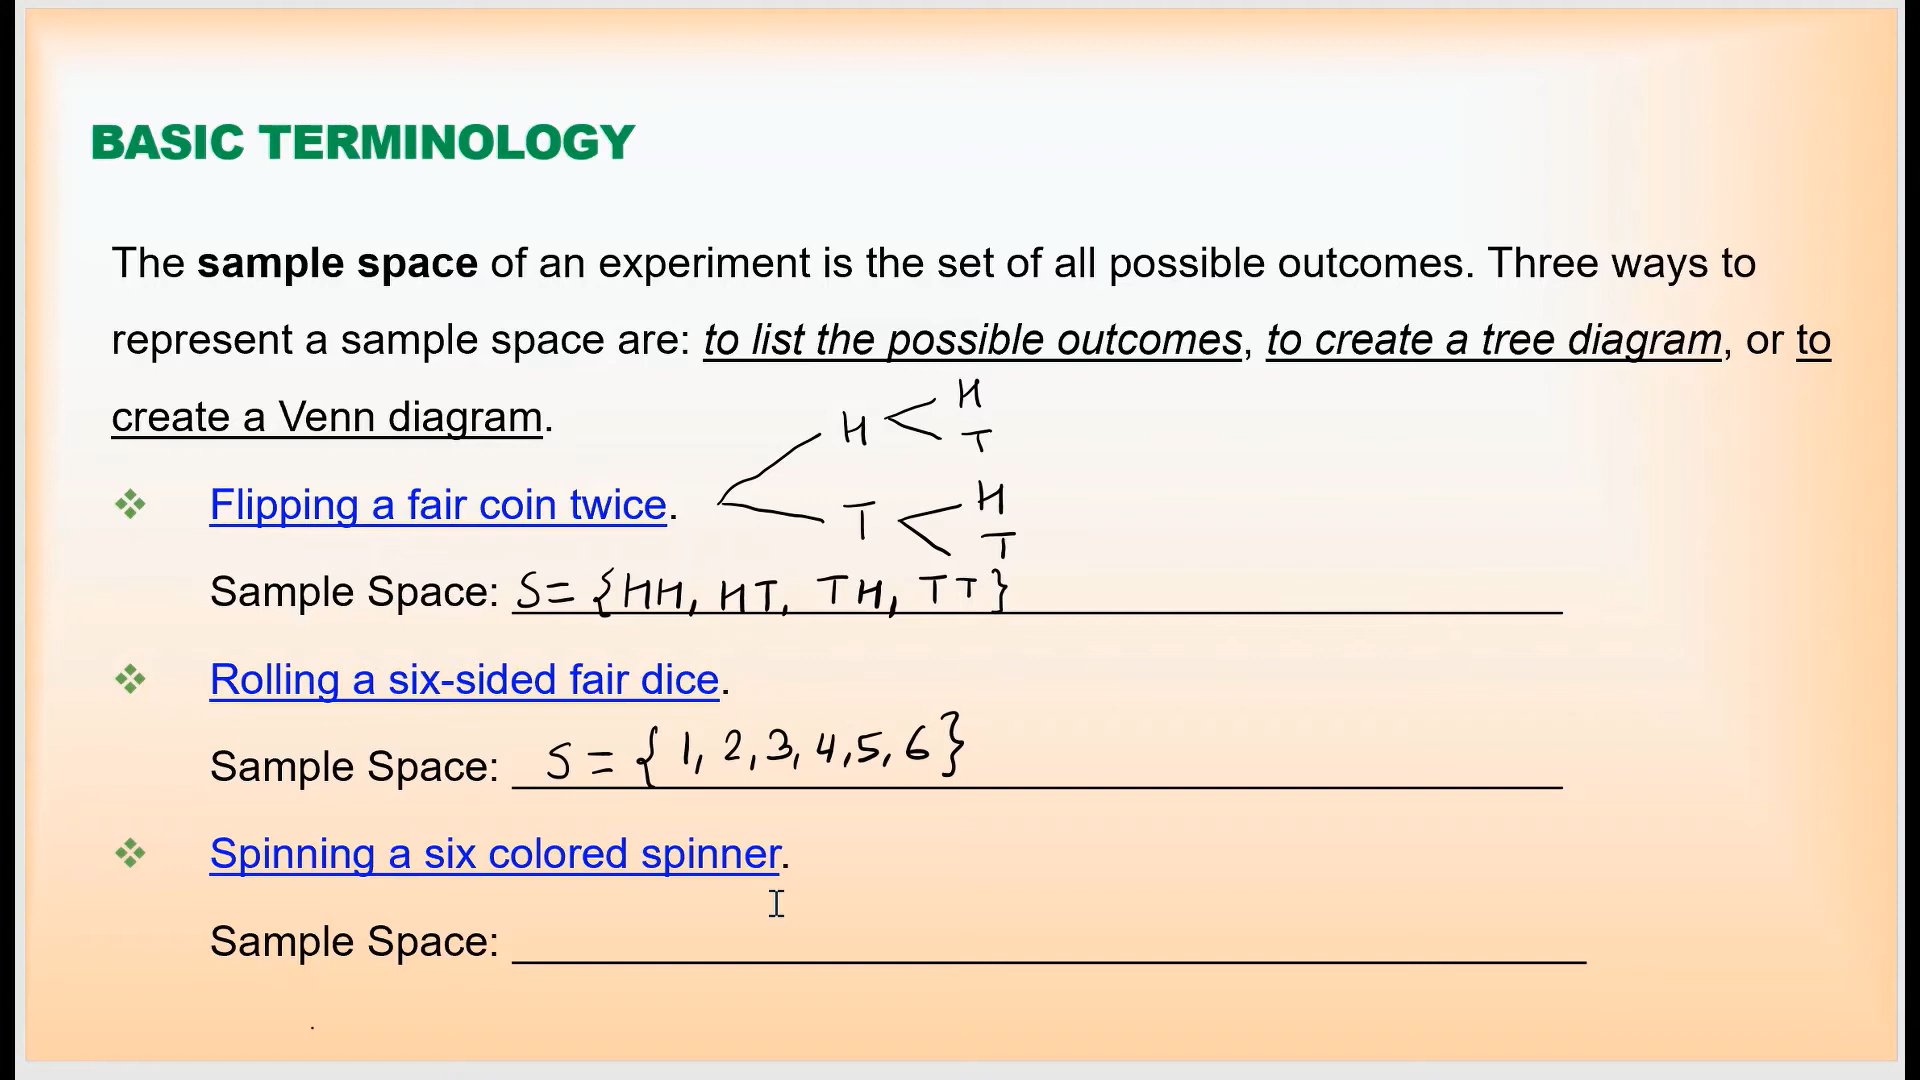 BASIC TERMINOLOGY
The sample space of an experiment is the set of all possible outcomes. Three ways to
represent a sample space are: to list the possible outcomes, to create a tree diagram, or to
create a Venn diagram.
H < H
T
Flipping a fair coin twice.
T < H
T
Sample Space: S = {HH, HT, TH, TT}
Rolling a six-sided fair dice.
Sample Space: S = {1, 2, 3, 4, 5, 6}
Spinning a six colored spinner.
Sample Space: